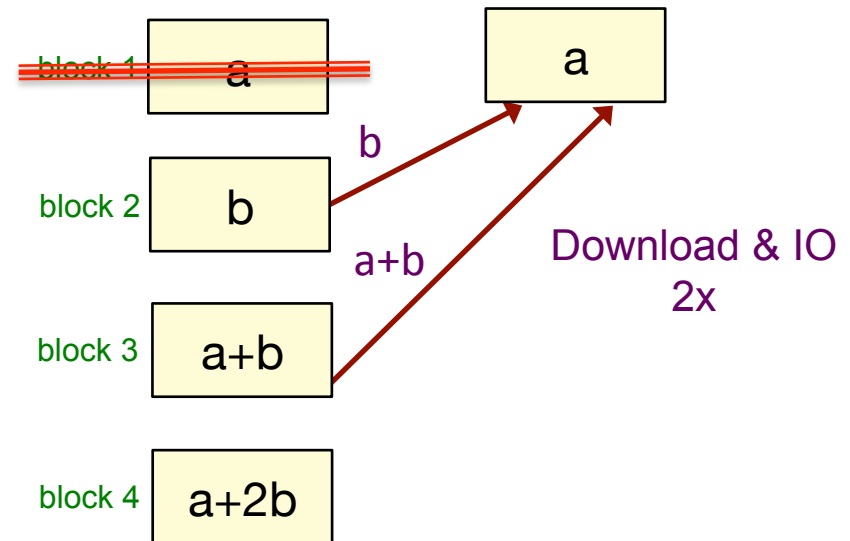 block 1
a
a
b
block 2
b
Download & IO
2x
a+b
block 3
a+b
block 4
a+2b